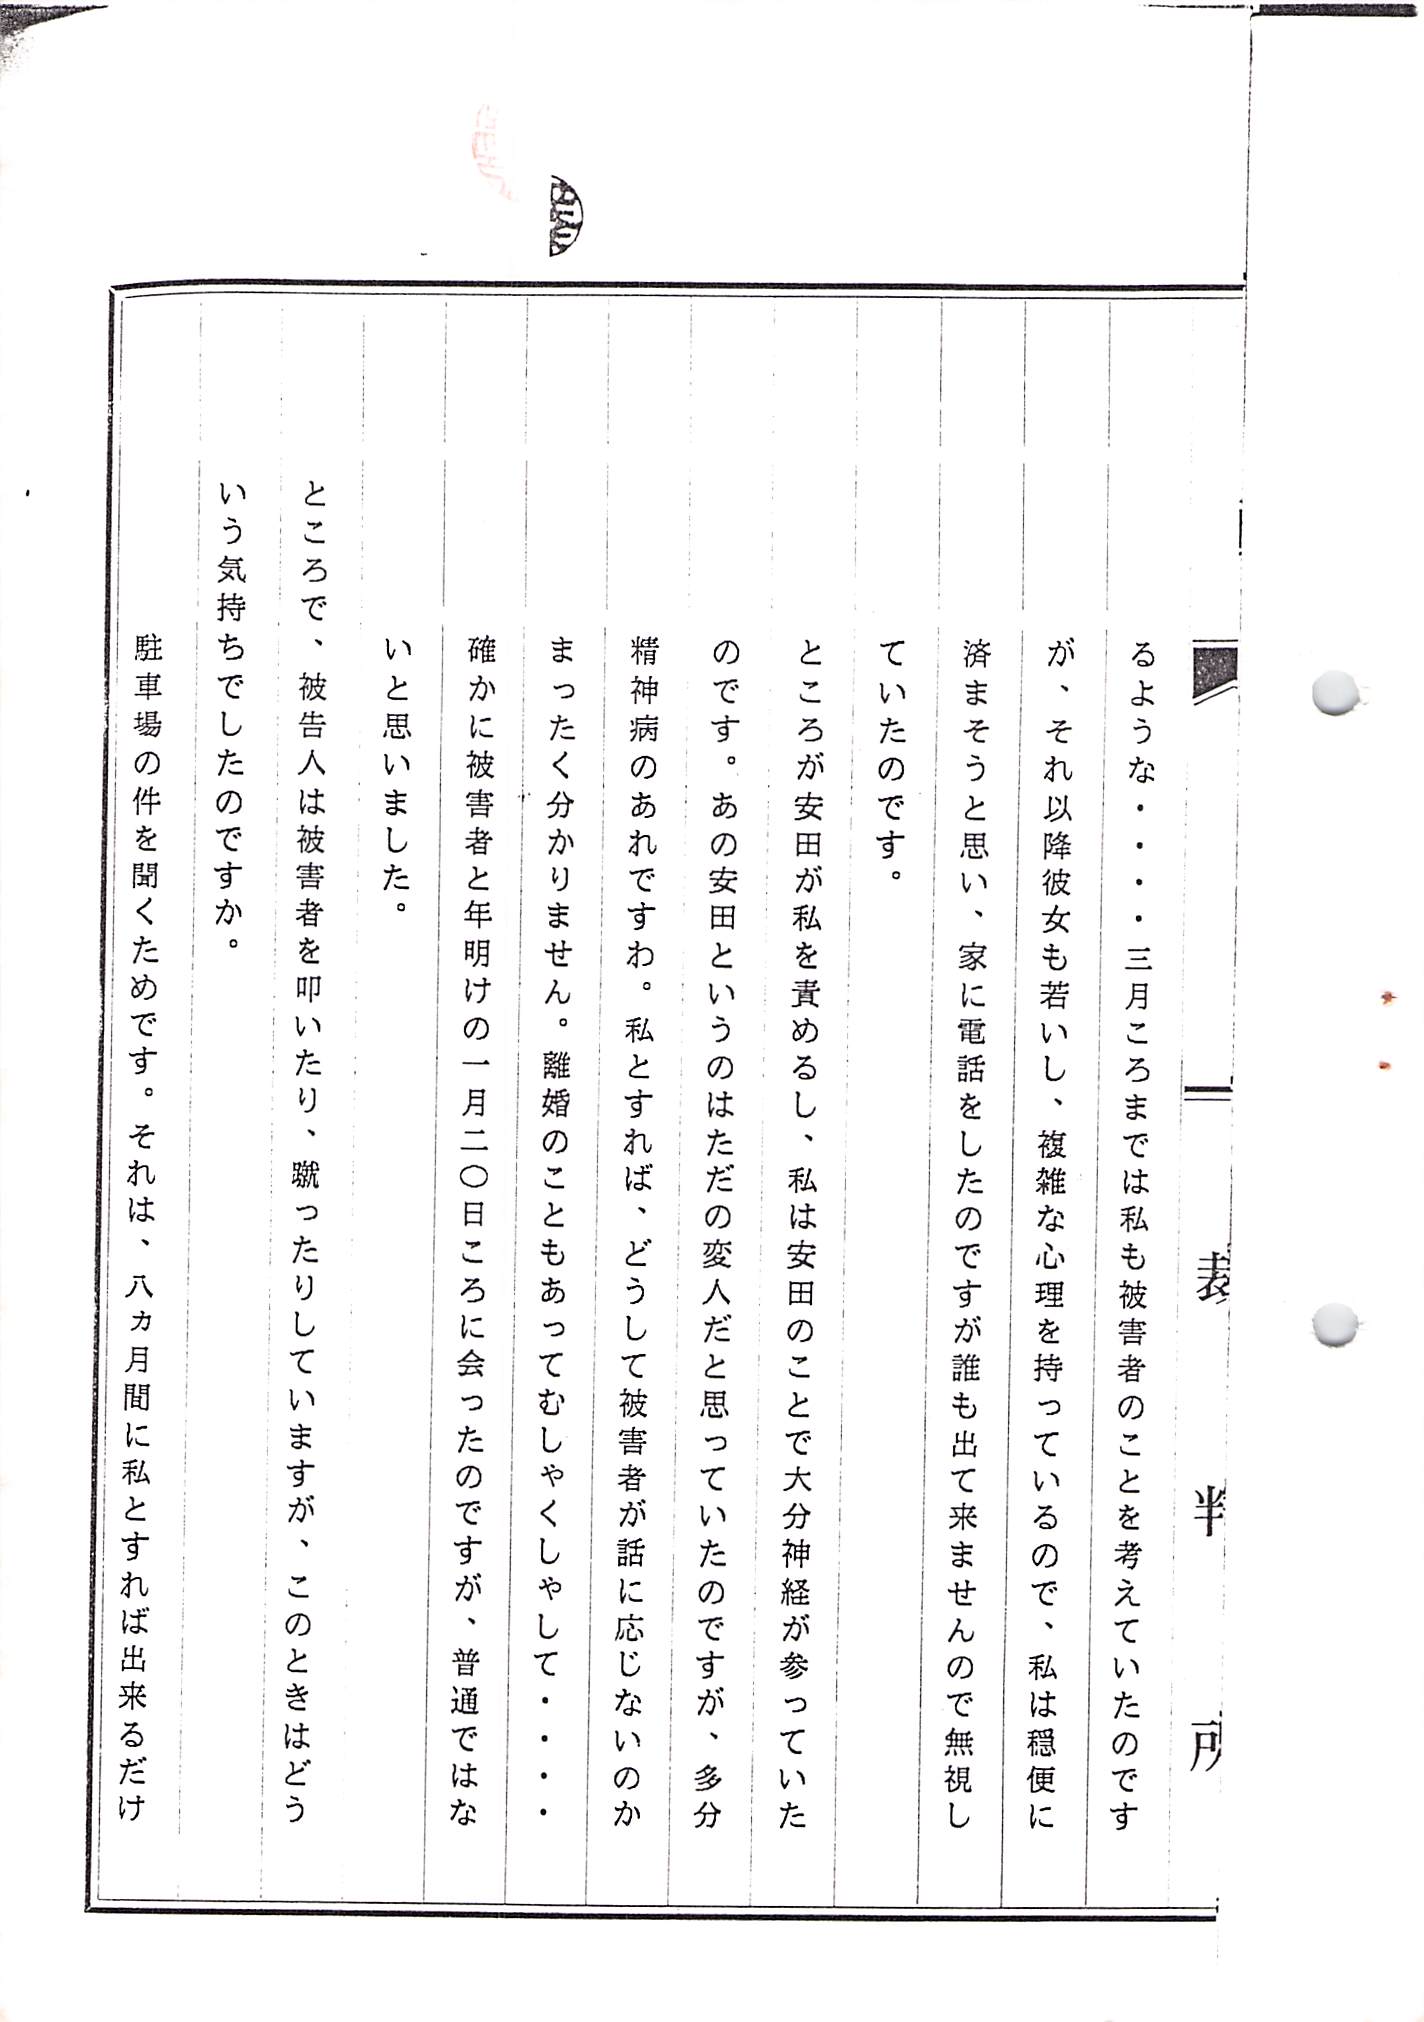 裁判所
るような・・・・三月ころまでは私も被害者のことを考えていたのです
が、それ以降彼女も若いし、複雑な心理を持っているので、私は穏便に
済まそうと思い、家に電話をしたのですが誰も出て来ませんので無視し
ていたのです。
ところが安田が私を責めるし、私は安田のことで大分神経が参っていた
のです。あの安田というのはただの変人だと思っていたのですが、多分
精神病のあれですわ。私とすれば、どうして被害者が話に応じないのか
まったく分かりません。離婚のこともあってむしゃくしゃして・・・・
確かに被害者と年明けの一月二〇日ころに会ったのですが、普通ではな
いと思いました。
ところで、被告人は被害者を叩いたり、蹴ったりしていますが、このときはどう
いう気持ちでしたのですか。
駐車場の件を聞くためです。それは、八ヵ月間に私とすれば出来るだけ